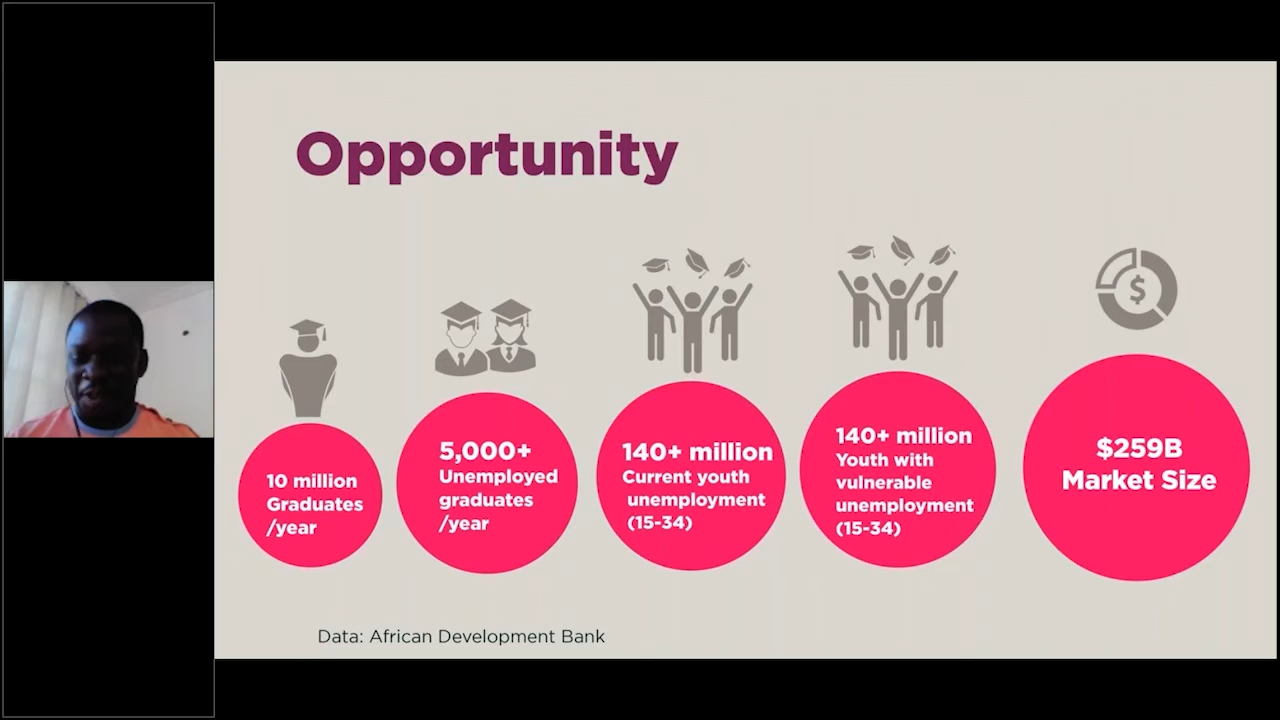 Opportunity
10 million
Graduates
/year
5,000+
Unemployed
graduates
/year
140+ million
Current youth
unemployment
(15-34)
140+ million
Youth with
vulnerable
unemployment
(15-34)
$
$259B
Market Size
Data: African Development Bank